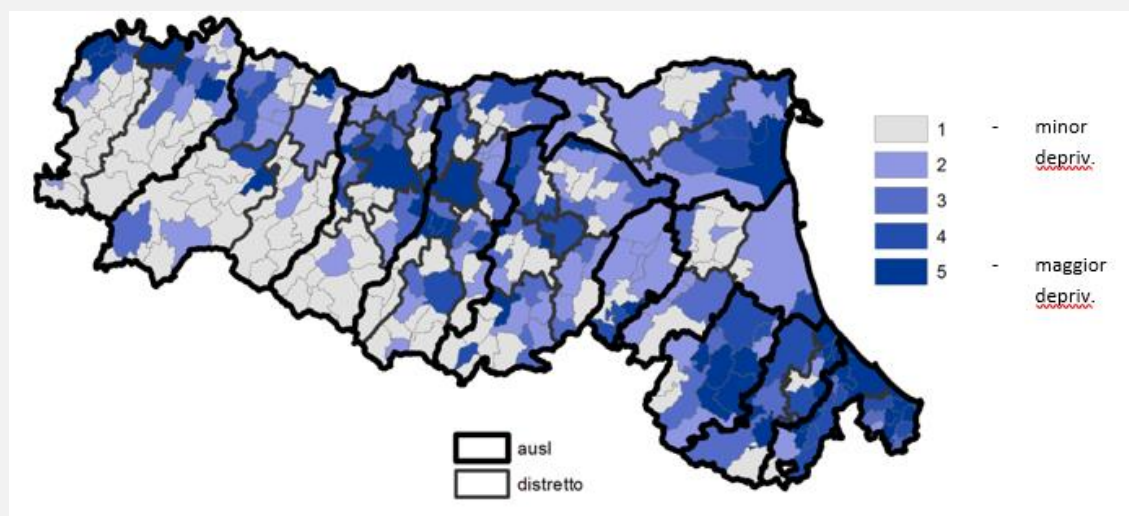 1 - minor
depriv.
2
3
4
5 - maggior
depriv.
ausl
distretto